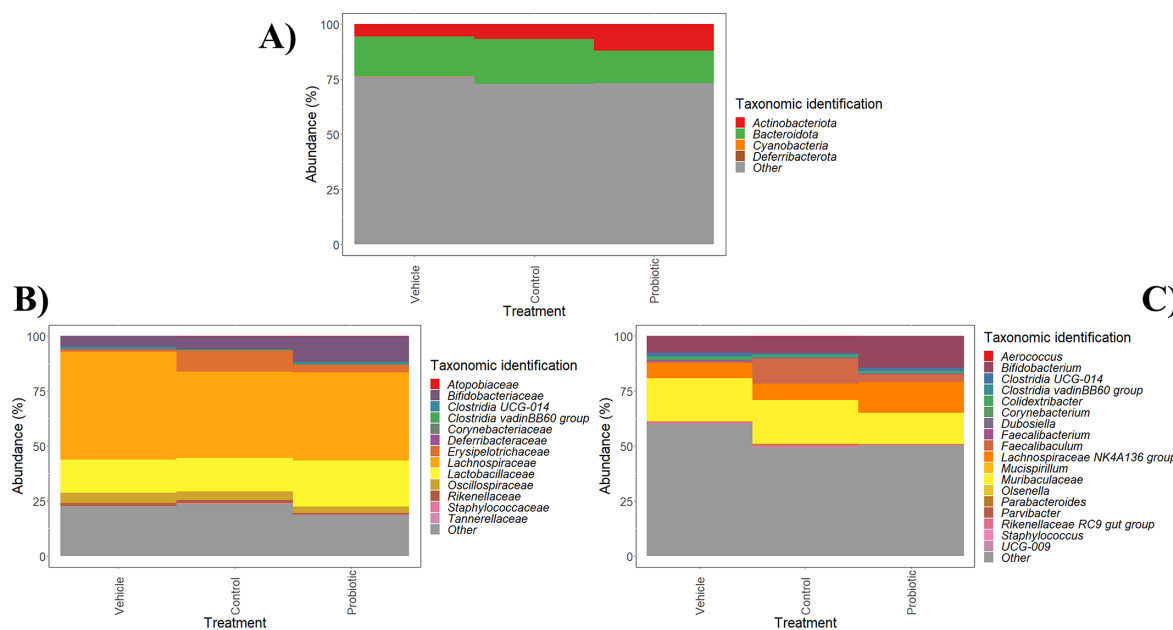 A)
Abundance (%)
100
75
50
25
0
Vehicle
Control
Probiotic
Treatment
Taxonomic identification
Actinobacteriota
Bacteroidota
Cyanobacteria
Deferribacterota
Other
B)
Abundance (%)
100
75
50
25
0
Vehicle
Control
Probiotic
Treatment
Taxonomic identification
Atopobiaceae
Bifidobacteriaceae
Clostridia UCG-014
Clostridia vadinBB60 group
Corynebacteriaceae
Deferribacteraceae
Erysipelotrichaceae
Lachnospiraceae
Lactobacillaceae
Oscillospiraceae
Rikenellaceae
Staphylococcaceae
Tannerellaceae
Other
C)
Abundance (%)
100
75
50
25
0
Vehicle
Control
Probiotic
Treatment
Taxonomic identification
Aerococcus
Bifidobacterium
Clostridia UCG-014
Clostridia vadinBB60 group
Colidextribacter
Corynebacterium
Dubosiella
Faecalibacterium
Faecalibaculum
Lachnospiraceae NK4A136 group
Mucispirillum
Muribaculaceae
Olsenella
Parabacteroides
Parvibacter
Rikenellaceae RC9 gut group
Staphylococcus
UCG-009
Other